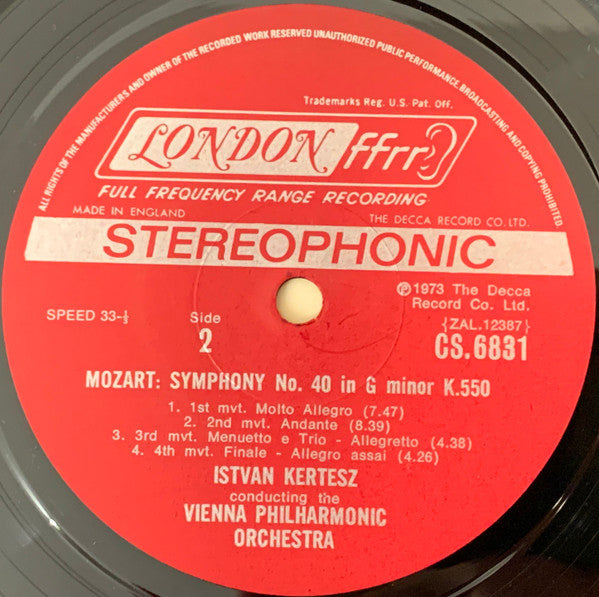 ALL RIGHTS OF THE MANUFACTURERS AND OWNER OF THE RECORDED WORK RESERVED UNAUTHORIZED PUBLIC PERFORMANCE BROADCASTING AND COPYING PROHIBITED.
Trademarks Reg. U.S. Pat. Off.
LONDON ffrr
FULL FREQUENCY RANGE RECORDING
MADE IN ENGLAND THE DECCA RECORD CO. LTD.
STEREOPHONIC
℗1973 The Decca
Record Co. Ltd.
SPEED 33-⅓
Side
2
{ZAL.12387}
CS.6831
MOZART: SYMPHONY No. 40 in G minor K.550
1. 1st mvt. Molto Allegro (7.47)
2. 2nd mvt. Andante (8.39)
3. 3rd mvt. Menuetto e Trio - Allegretto (4.38)
4. 4th mvt. Finale - Allegro assai (4.26)
ISTVAN KERTESZ
conducting the
VIENNA PHILHARMONIC
ORCHESTRA